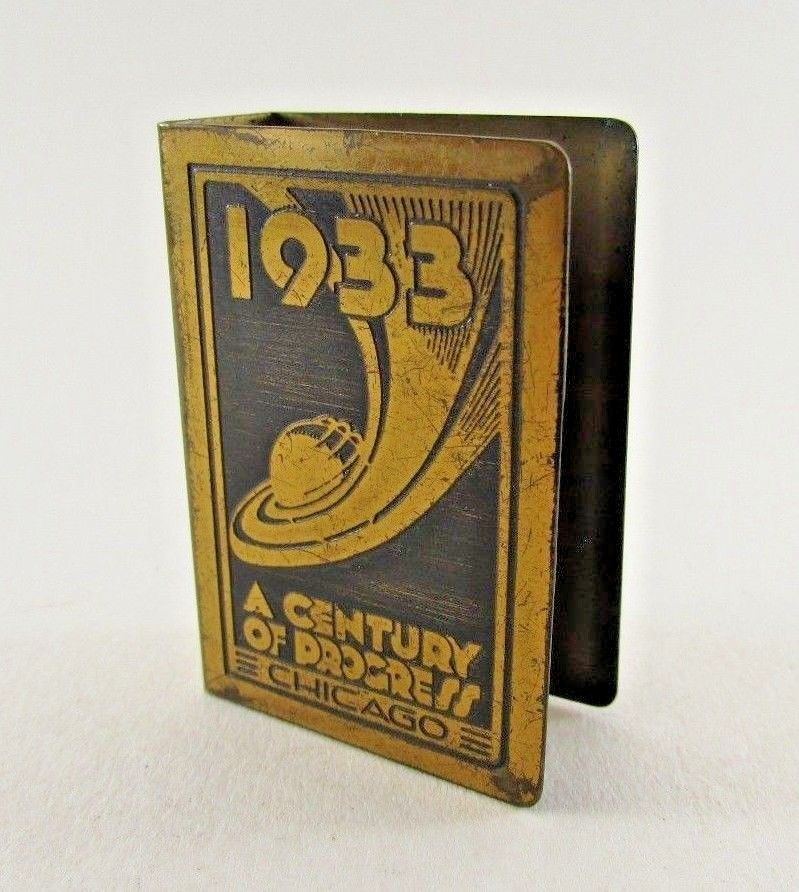 1933
A CENTURY
OF PROGRESS
CHICAGO